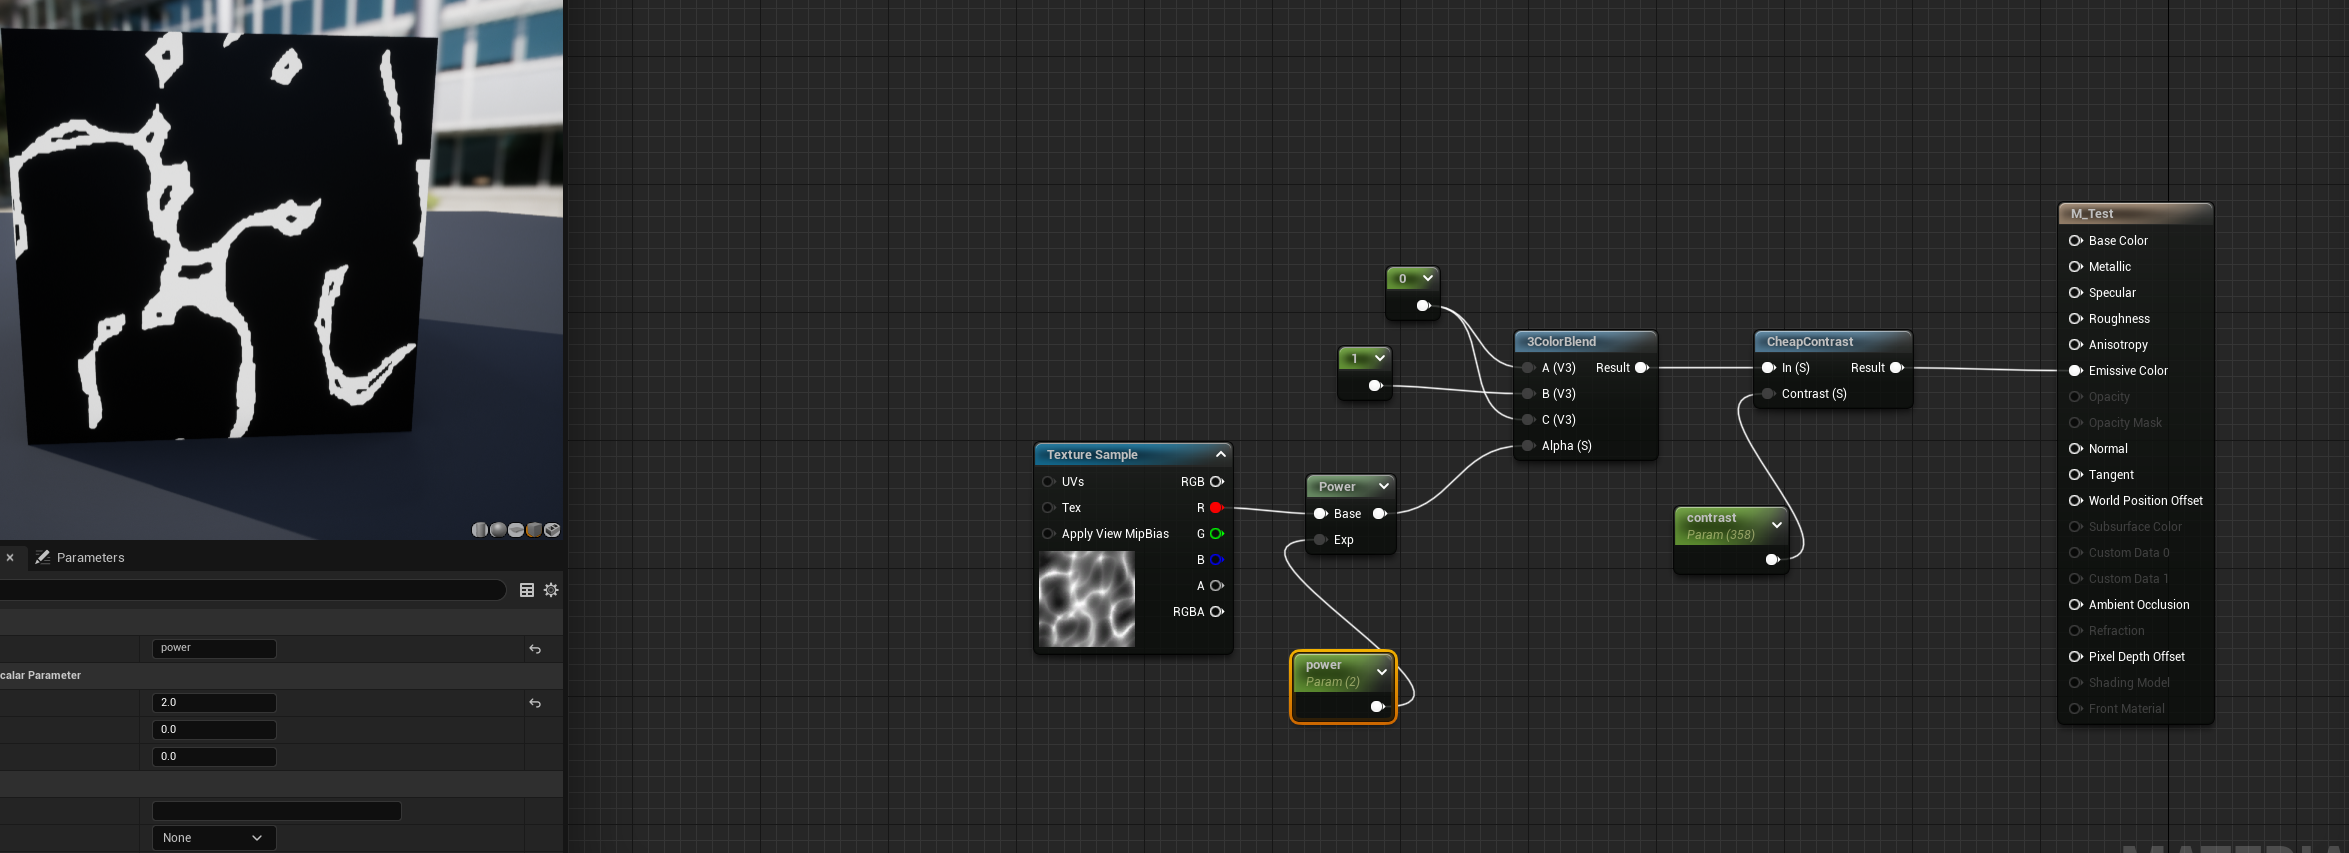 0
1
3ColorBlend
A (V3) Result
B (V3)
C (V3)
Alpha (S)
CheapContrast
In (S) Result
Contrast (S)
M_Test
Base Color
Metallic
Specular
Roughness
Anisotropy
Emissive Color
Opacity
Opacity Mask
Normal
Tangent
World Position Offset
Subsurface Color
Custom Data 0
Custom Data 1
Ambient Occlusion
Refraction
Pixel Depth Offset
Shading Model
Front Material
Texture Sample
UVs RGB
Tex R
Apply View MipBias G
B
A
RGBA
Power
Base
Exp
contrast
Param (358)
power
Param (2)
Parameters
power
calar Parameter
2.0
0.0
0.0
None